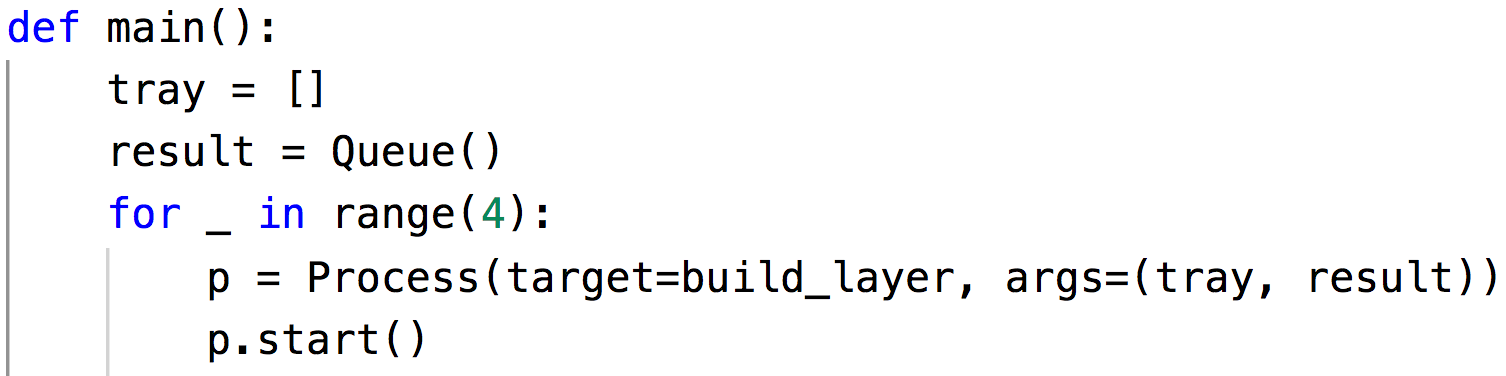 def main():
    tray = []
    result = Queue()
    for _ in range(4):
        p = Process(target=build_layer, args=(tray, result))
        p.start()